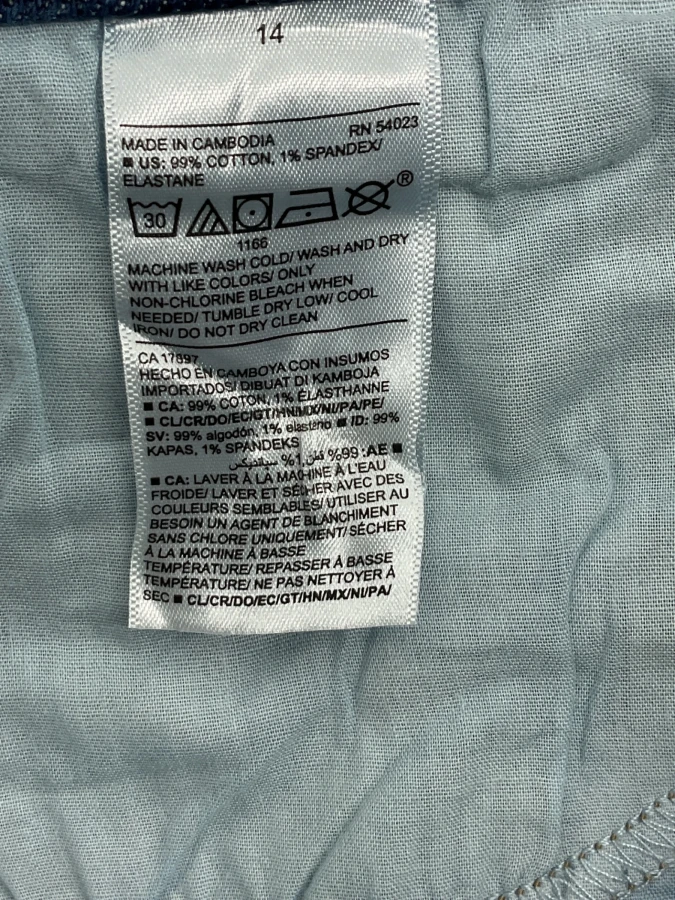 14
MADE IN CAMBODIA RN 54023
■ US: 99% COTTON, 1% SPANDEX/
ELASTANE
30 ®
1166
MACHINE WASH COLD/ WASH AND DRY
WITH LIKE COLORS/ ONLY
NON-CHLORINE BLEACH WHEN
NEEDED/ TUMBLE DRY LOW/ COOL
IRON/ DO NOT DRY CLEAN
CA 17897
HECHO EN CAMBOYA CON INSUMOS
IMPORTADOS/ DIBUAT DI KAMBOJA
■ CA: 99% COTON, 1% ÉLASTHANNE
■ CL/CR/DO/EC/GT/HN/MX/NI/PA/PE/
SV: 99% algodón, 1% elastano ■ ID: 99%
KAPAS, 1% SPANDEKS
■ AE: 99% قطن, 1% سباندیکس
■ CA: LAVER À LA MACHINE À L'EAU
FROIDE/ LAVER ET SÉCHER AVEC DES
COULEURS SEMBLABLES/ UTILISER AU
BESOIN UN AGENT DE BLANCHIMENT
SANS CHLORE UNIQUEMENT/ SÉCHER
À LA MACHINE À BASSE
TEMPÉRATURE/ REPASSER À BASSE
TEMPÉRATURE/ NE PAS NETTOYER À
SEC ■ CL/CR/DO/EC/GT/HN/MX/NI/PA/